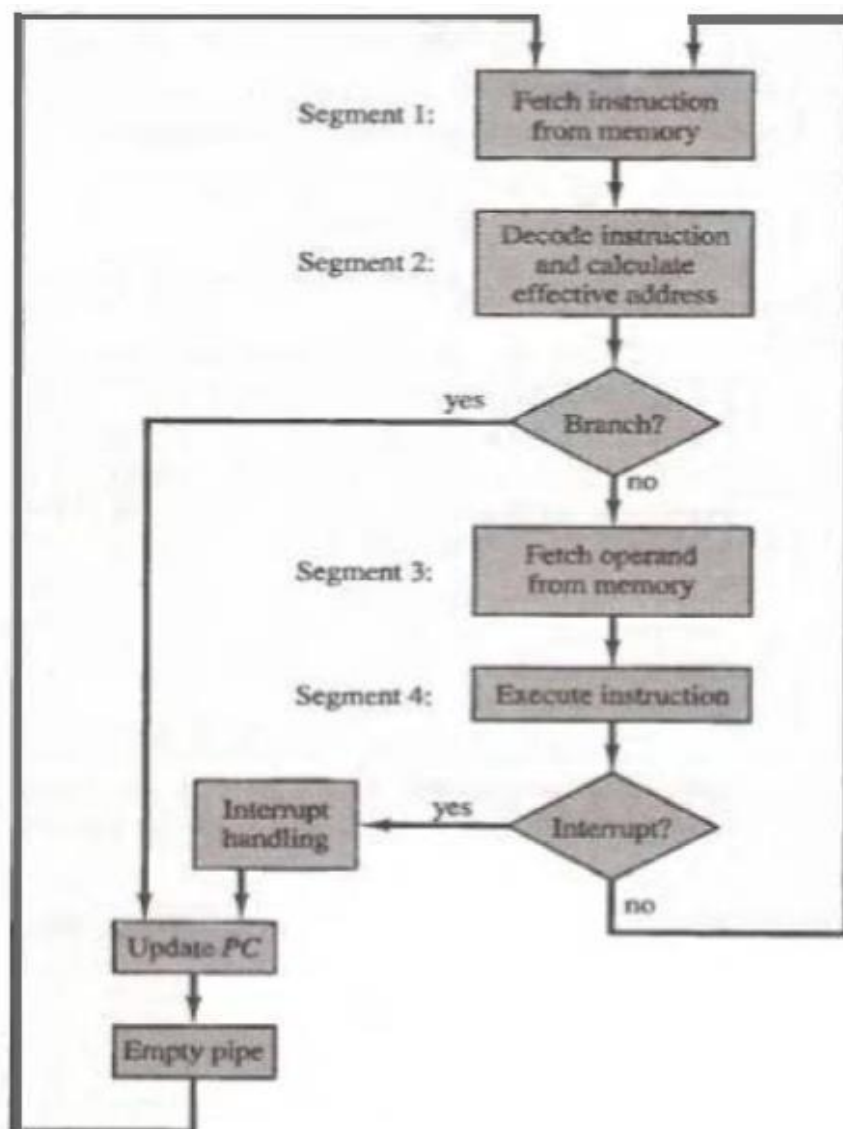 Segment 1:
Fetch instruction
from memory
Segment 2:
Decode instruction
and calculate
effective address
yes
Branch?
no
Segment 3:
Fetch operand
from memory
Segment 4:
Execute instruction
Interrupt
handling
yes
Interrupt?
no
Update PC
Empty pipe